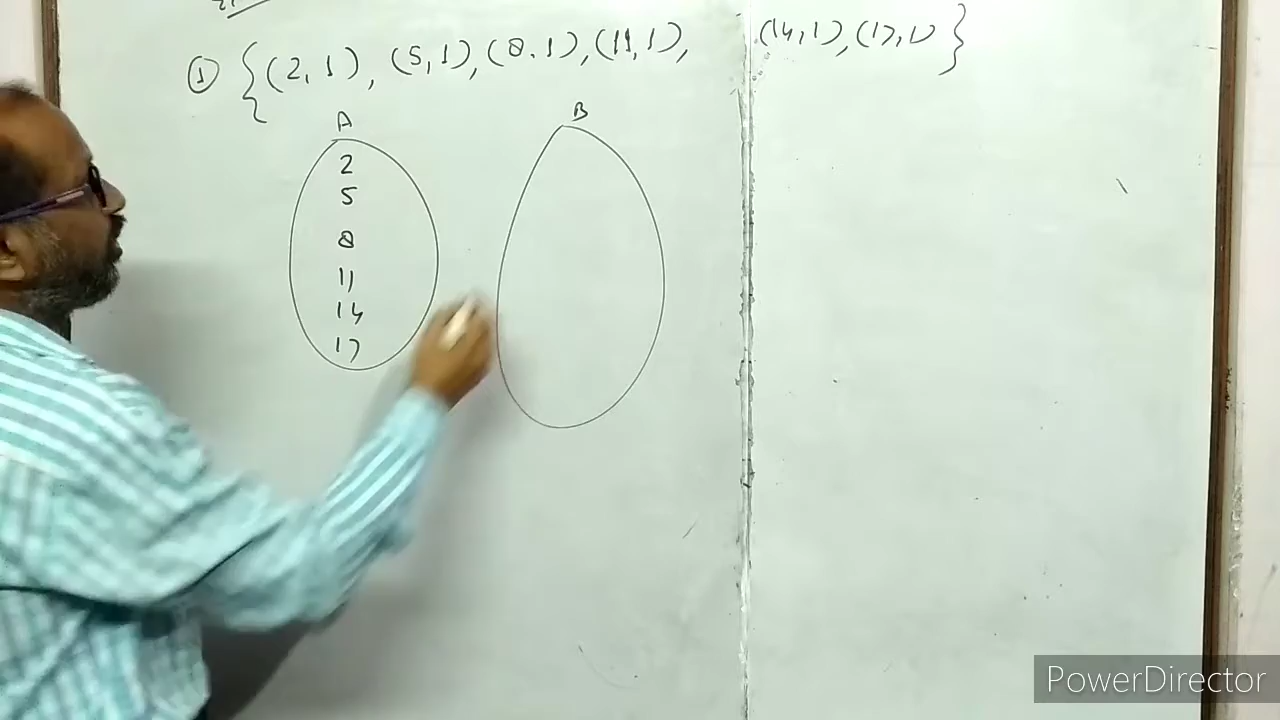 ① {(2, 1), (5, 1), (8, 1), (11, 1), (14, 1), (17, 1)}
A B
2
5
8
11
14
17
PowerDirector